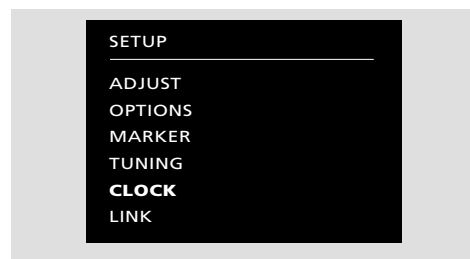 SETUP
ADJUST
OPTIONS
MARKER
TUNING
CLOCK
LINK